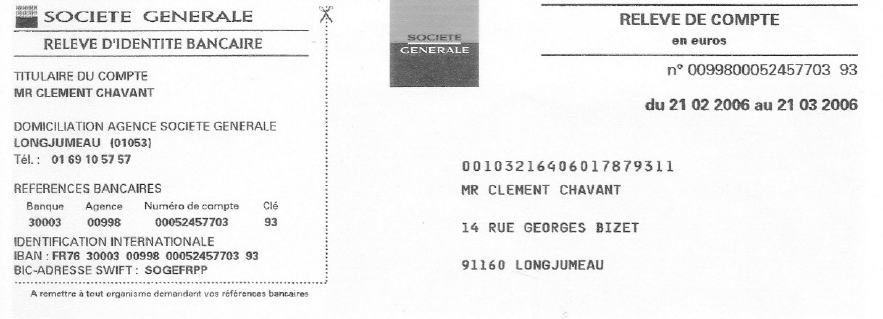 SOCIETE GENERALE
RELEVE D'IDENTITE BANCAIRE
TITULAIRE DU COMPTE
MR CLEMENT CHAVANT
DOMICILIATION AGENCE SOCIETE GENERALE
LONGJUMEAU (01053)
Tél. : 01 69 10 57 57
REFERENCES BANCAIRES
Banque Agence Numéro de compte Clé
30003 00998 00052457703 93
IDENTIFICATION INTERNATIONALE
IBAN : FR76 30003 00998 00052457703 93
BIC-ADRESSE SWIFT : SOGEFRPP
A remettre à tout organisme demandant vos références bancaires
SOCIETE
GENERALE
RELEVE DE COMPTE
en euros
n° 0099800052457703 93
du 21 02 2006 au 21 03 2006
00103216406017879311
MR CLEMENT CHAVANT
14 RUE GEORGES BIZET
91160 LONGJUMEAU